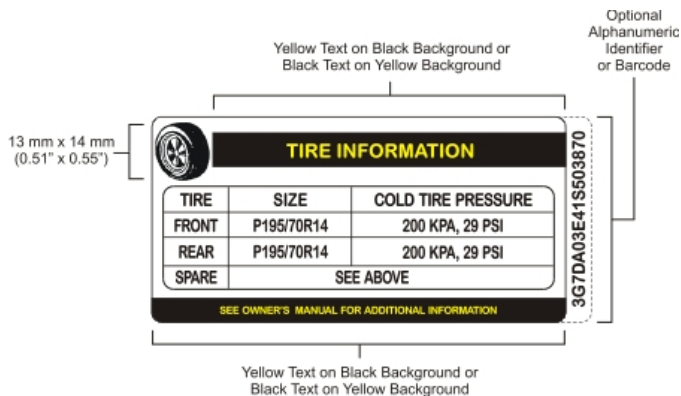 Optional
Alphanumeric
Identifier
or Barcode
Yellow Text on Black Background or
Black Text on Yellow Background
13 mm x 14 mm
(0.51" x 0.55")
TIRE INFORMATION
TIRE SIZE COLD TIRE PRESSURE
FRONT P195/70R14 200 KPA, 29 PSI
REAR P195/70R14 200 KPA, 29 PSI
SPARE SEE ABOVE
SEE OWNER'S MANUAL FOR ADDITIONAL INFORMATION
3G7DA03E41S503870
Yellow Text on Black Background or
Black Text on Yellow Background